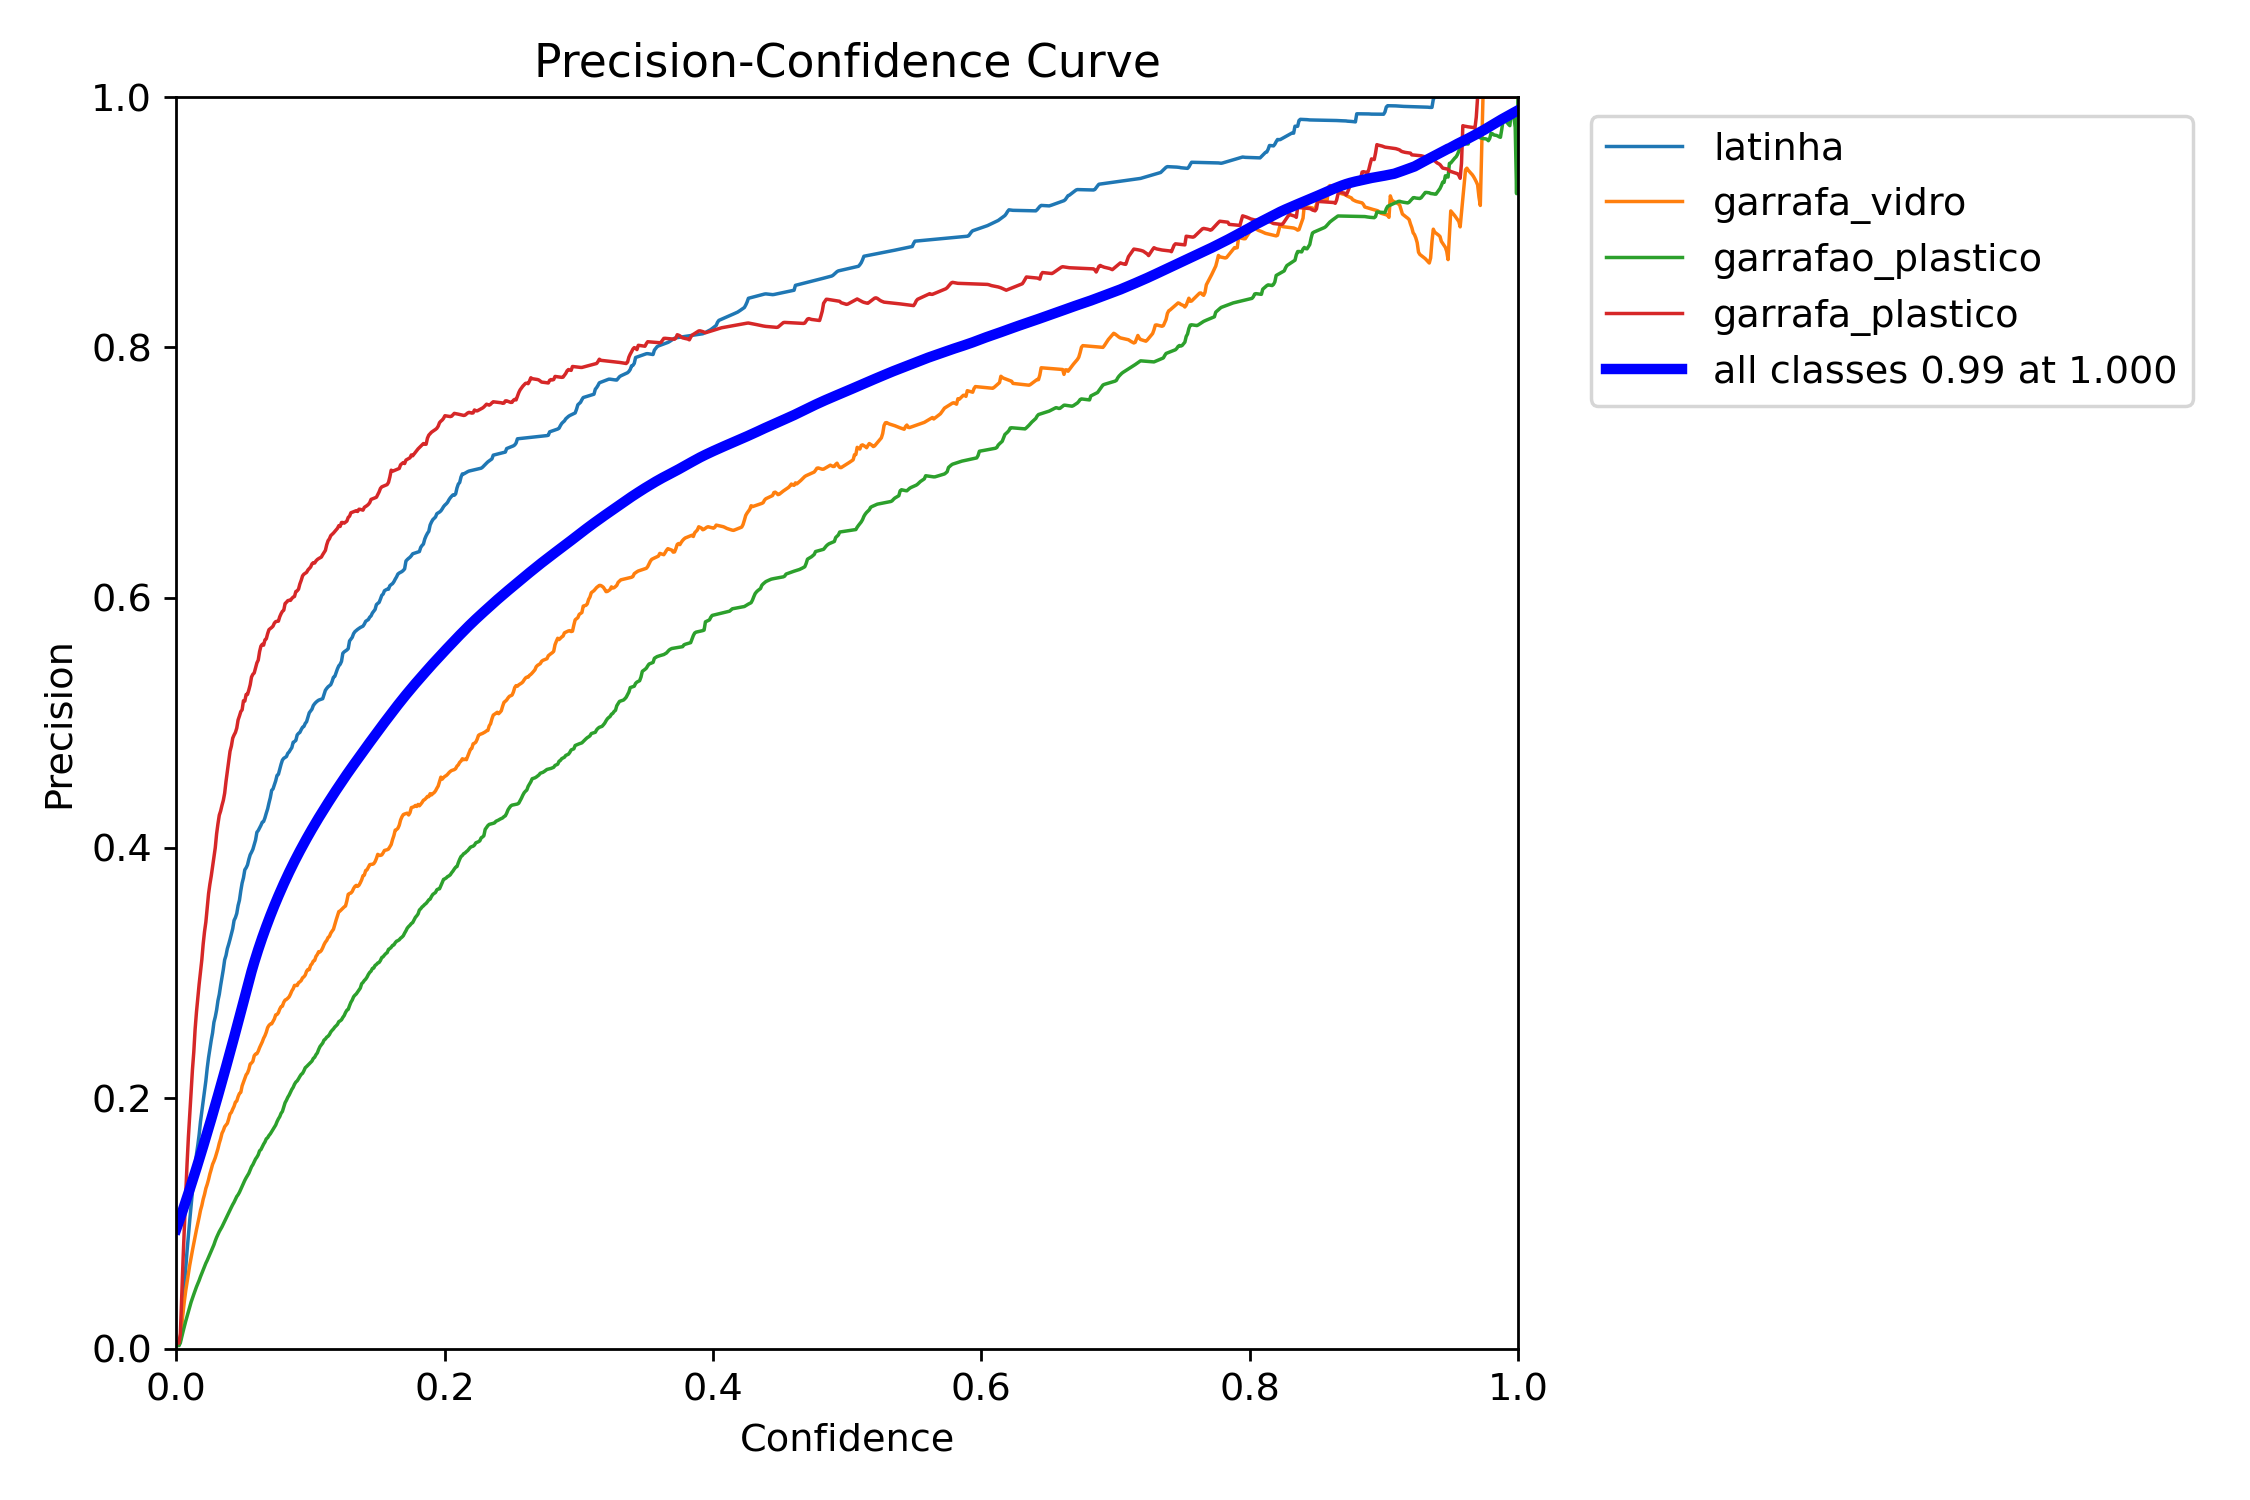 Precision-Confidence Curve
1.0
0.8
0.6
0.4
0.2
0.0
Precision
0.0 0.2 0.4 0.6 0.8 1.0
Confidence
latinha
garrafa_vidro
garrafao_plastico
garrafa_plastico
all classes 0.99 at 1.000